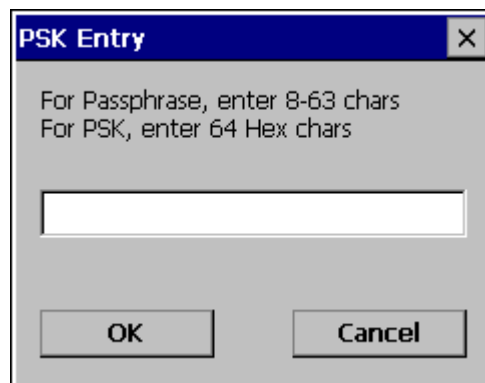 PSK Entry
For Passphrase, enter 8-63 chars
For PSK, enter 64 Hex chars
OK Cancel